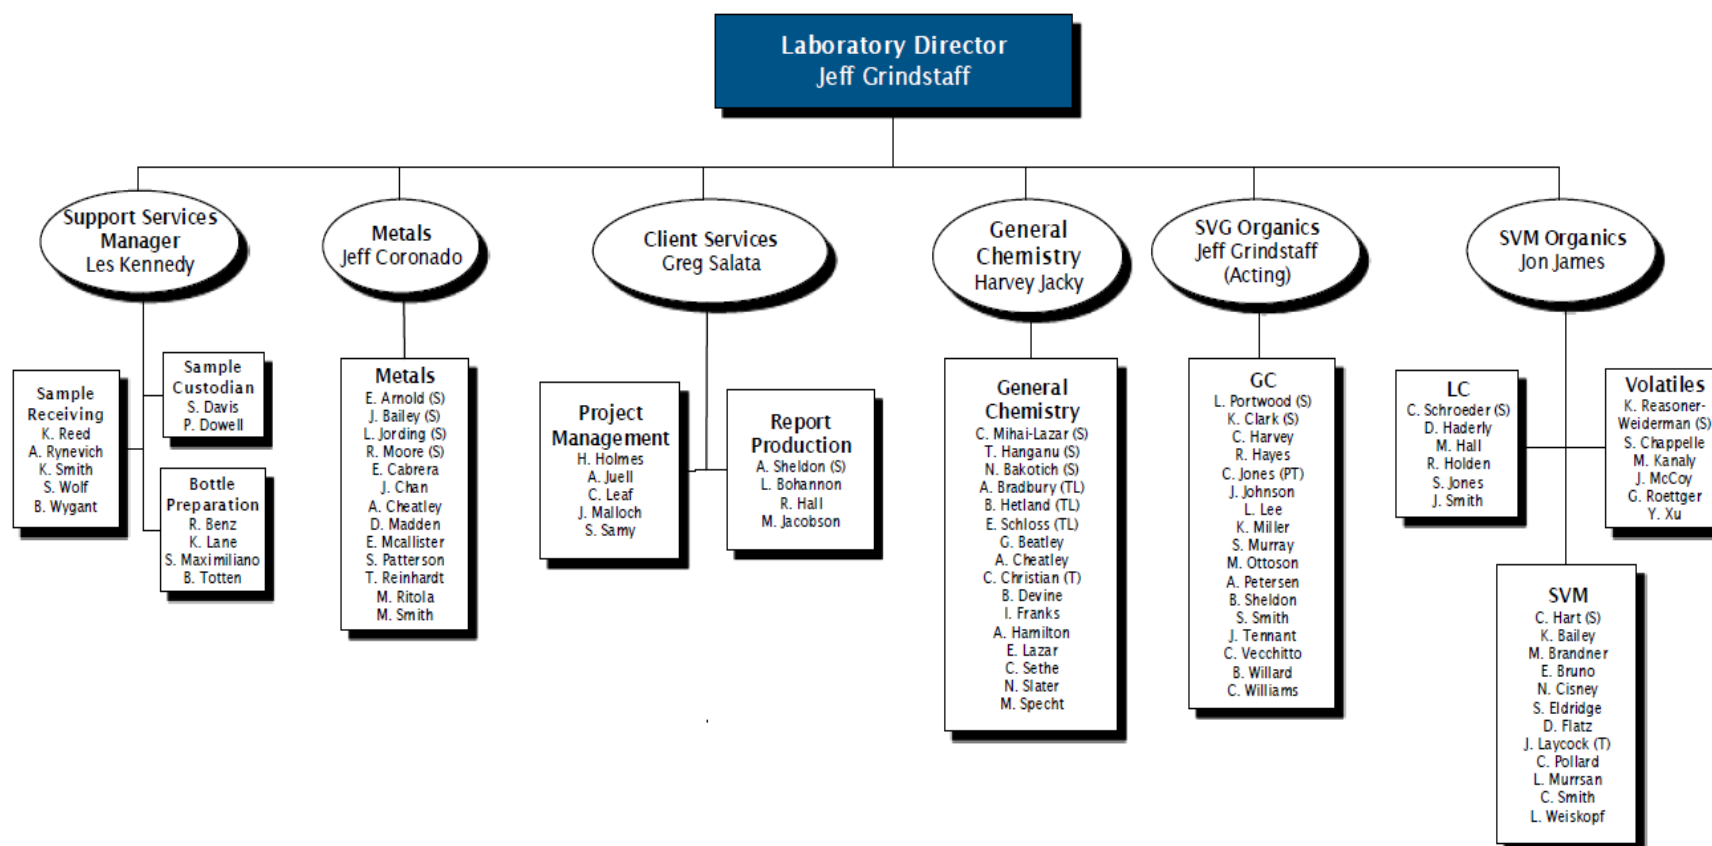 Laboratory Director
Jeff Grindstaff
Support Services
Manager
Les Kennedy
Metals
Jeff Coronado
Client Services
Greg Salata
General
Chemistry
Harvey Jacky
SVG Organics
Jeff Grindstaff
(Acting)
SVM Organics
Jon James
Sample
Receiving
K. Reed
A. Rynevich
K. Smith
S. Wolf
B. Wygant
Sample
Custodian
S. Davis
P. Dowell
Bottle
Preparation
R. Benz
K. Lane
S. Maximiliano
B. Totten
Metals
E. Arnold (S)
J. Bailey (S)
L. Jording (S)
R. Moore (S)
E. Cabrera
J. Chan
A. Cheatley
D. Madden
E. Mcallister
S. Patterson
T. Reinhardt
M. Ritola
M. Smith
Project
Management
H. Holmes
A. Juell
C. Leaf
J. Malloch
S. Samy
Report
Production
A. Sheldon (S)
L. Bohannon
R. Hall
M. Jacobson
General
Chemistry
C. Mihai-Lazar (S)
T. Hanganu (S)
N. Bakotich (S)
A. Bradbury (TL)
B. Hetland (TL)
E. Schloss (TL)
G. Beatley
A. Cheatley
C. Christian (T)
B. Devine
I. Franks
A. Hamilton
E. Lazar
C. Sethe
N. Slater
M. Specht
GC
L. Portwood (S)
K. Clark (S)
C. Harvey
R. Hayes
C. Jones (PT)
J. Johnson
L. Lee
K. Miller
S. Murray
M. Ottoson
A. Petersen
B. Sheldon
S. Smith
J. Tennant
C. Vecchitto
B. Willard
C. Williams
LC
C. Schroeder (S)
D. Haderly
M. Hall
R. Holden
S. Jones
J. Smith
Volatiles
K. Reasoner-
Weiderman (S)
S. Chappelle
M. Kanaly
J. McCoy
G. Roettger
Y. Xu
SVM
C. Hart (S)
K. Bailey
M. Brandner
E. Bruno
N. Cisney
S. Eldridge
D. Flatz
J. Laycock (T)
C. Pollard
L. Murrsan
C. Smith
L. Weiskopf